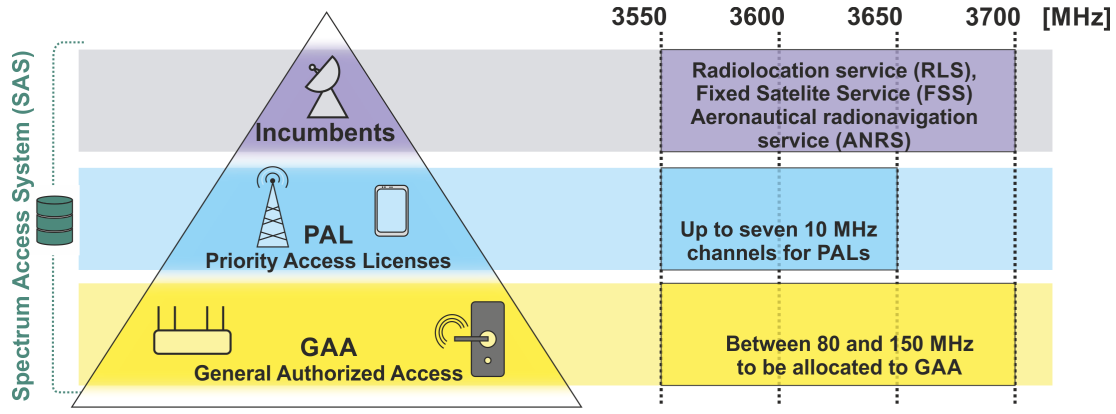 3550 3600 3650 3700 [MHz]
Spectrum Access System (SAS)
Incumbents
Radiolocation service (RLS),
Fixed Satelite Service (FSS)
Aeronautical radionavigation
service (ANRS)
PAL
Priority Access Licenses
Up to seven 10 MHz
channels for PALs
GAA
General Authorized Access
Between 80 and 150 MHz
to be allocated to GAA